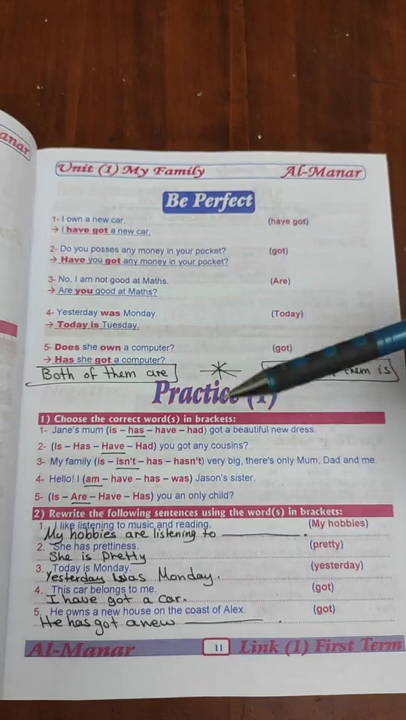 anar
Unit (1) My Family Al-Manar
Be Perfect
1- I own a new car. (have got)
→ I have got a new car.
2- Do you posses any money in your pocket? (got)
→ Have you got any money in your pocket?
3- No, I am not good at Maths. (Are)
→ Are you good at Maths?
4- Yesterday was Monday. (Today)
→ Today is Tuesday.
5- Does she own a computer? (got)
→ Has she got a computer?
Both of them are them is
Practice (1)
1) Choose the correct word(s) in brackets:
1- Jane's mum (is – has – have – had) got a beautiful new dress.
2- (Is – Has – Have – Had) you got any cousins?
3- My family (is – isn't – has – hasn't) very big, there's only Mum, Dad and me.
4- Hello! I (am – have – has – was) Jason's sister.
5- (Is – Are – Have – Has) you an only child?
2) Rewrite the following sentences using the word(s) in brackets:
1. I like listening to music and reading. (My hobbies)
My hobbies are listening to
2. She has prettiness. (pretty)
She is Pretty
3. Today is Monday. (yesterday)
Yesterday was Monday.
4. This car belongs to me. (got)
I have got a car.
5. He owns a new house on the coast of Alex. (got)
He has got a new
Al-Manar 11 Link (1) First Term